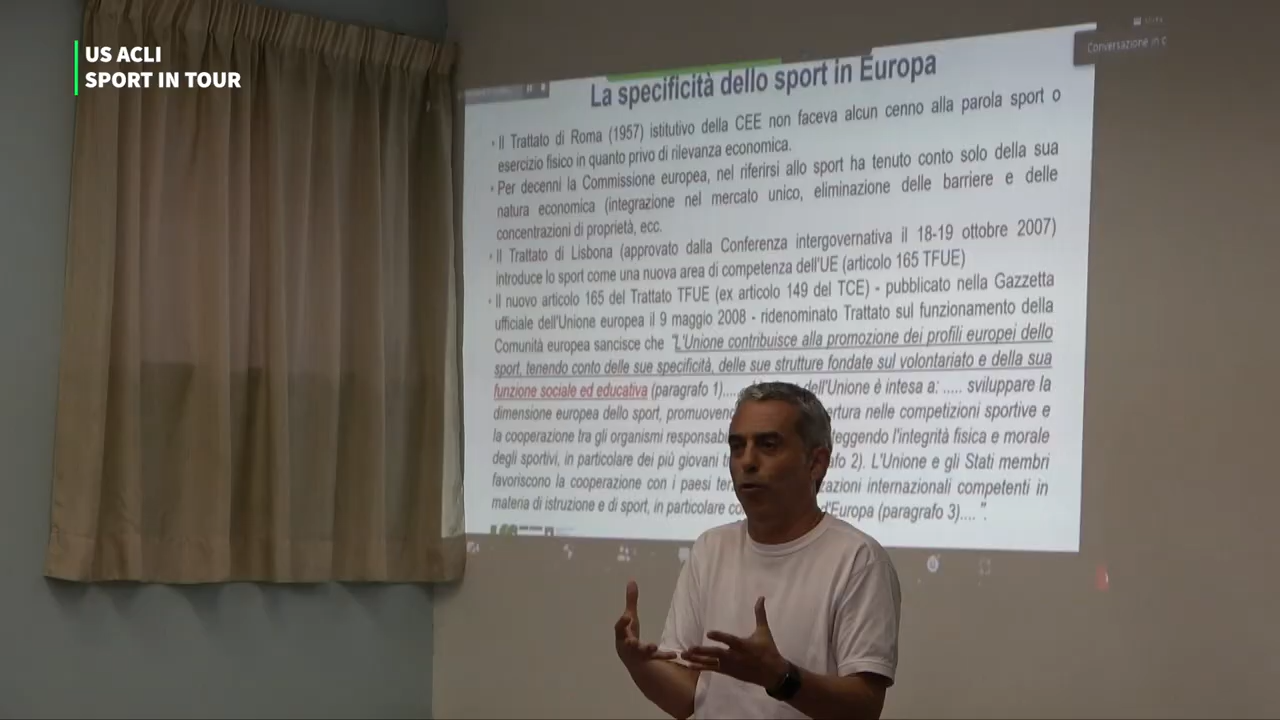 US ACLI
SPORT IN TOUR
Conversazione in c
La specificità dello sport in Europa
• Il Trattato di Roma (1957) istitutivo della CEE non faceva alcun cenno alla parola sport o
esercizio fisico in quanto privo di rilevanza economica.
• Per decenni la Commissione europea, nel riferirsi allo sport ha tenuto conto solo della sua
natura economica (integrazione nel mercato unico, eliminazione delle barriere e delle
concentrazioni di proprietà, ecc.
• Il Trattato di Lisbona (approvato dalla Conferenza intergovernativa il 18-19 ottobre 2007)
introduce lo sport come una nuova area di competenza dell'UE (articolo 165 TFUE)
• Il nuovo articolo 165 del Trattato TFUE (ex articolo 149 del TCE) - pubblicato nella Gazzetta
ufficiale dell'Unione europea il 9 maggio 2008 - ridenominato Trattato sul funzionamento della
Comunità europea sancisce che "L'Unione contribuisce alla promozione dei profili europei dello
sport, tenendo conto delle sue specificità, delle sue strutture fondate sul volontariato e della sua
funzione sociale ed educativa (paragrafo 1).... dell'Unione è intesa a: ..... sviluppare la
dimensione europea dello sport, promuovend ertura nelle competizioni sportive e
la cooperazione tra gli organismi responsabi teggendo l'integrità fisica e morale
degli sportivi, in particolare dei più giovani t afo 2). L'Unione e gli Stati membri
favoriscono la cooperazione con i paesi ter zazioni internazionali competenti in
materia di istruzione e di sport, in particolare co d'Europa (paragrafo 3).... ".